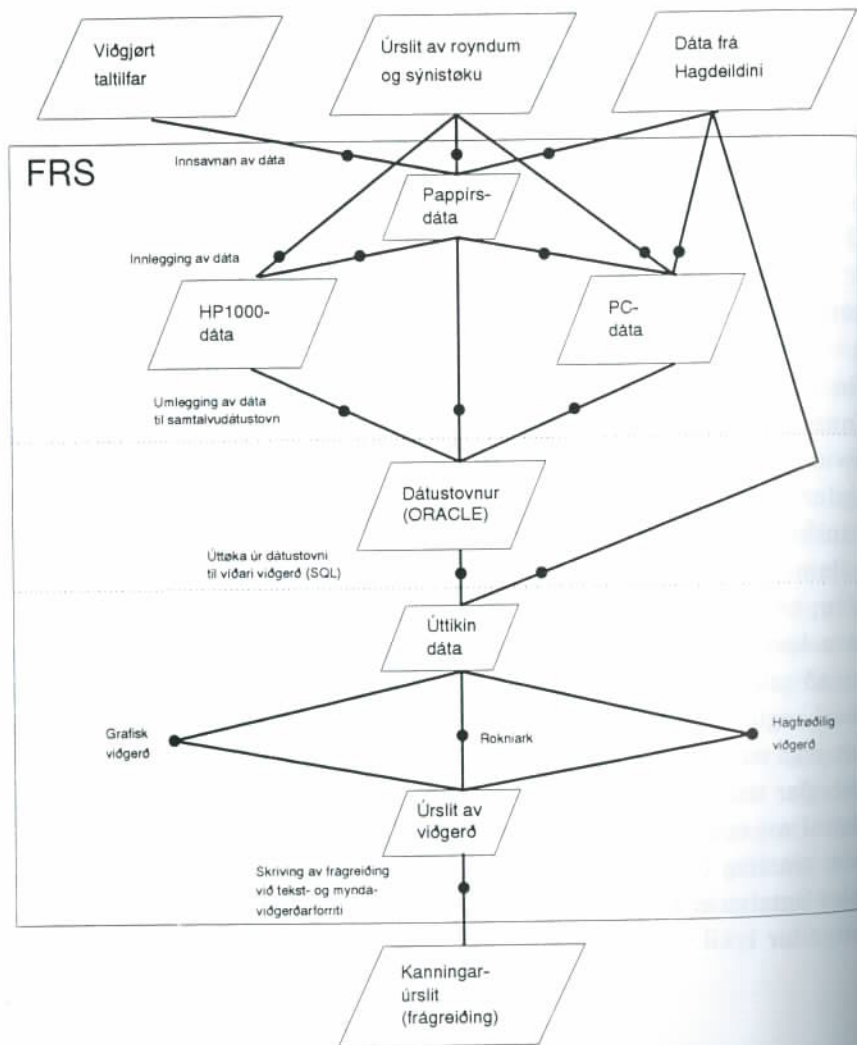 Viðgjørt
taltilfar
Úrslit av royndum
og sýnistøku
Dáta frá
Hagdeildini
FRS
Innsavnan av dáta
Pappírs-
dáta
Innlegging av dáta
HP1000-
dáta
PC-
dáta
Umlegging av dáta
til samtalvudátustovn
Dátustovnur
(ORACLE)
Úttøka úr dátustovni
til víðari viðgerð (SQL)
Úttikin
dáta
Grafisk
viðgerð
Rokniark
Hagfrøðilig
viðgerð
Úrslit av
viðgerð
Skriving av frágreiðing
við tekst- og mynda-
viðgerðarforriti
Kanningar-
úrslit
(frágreiðing)